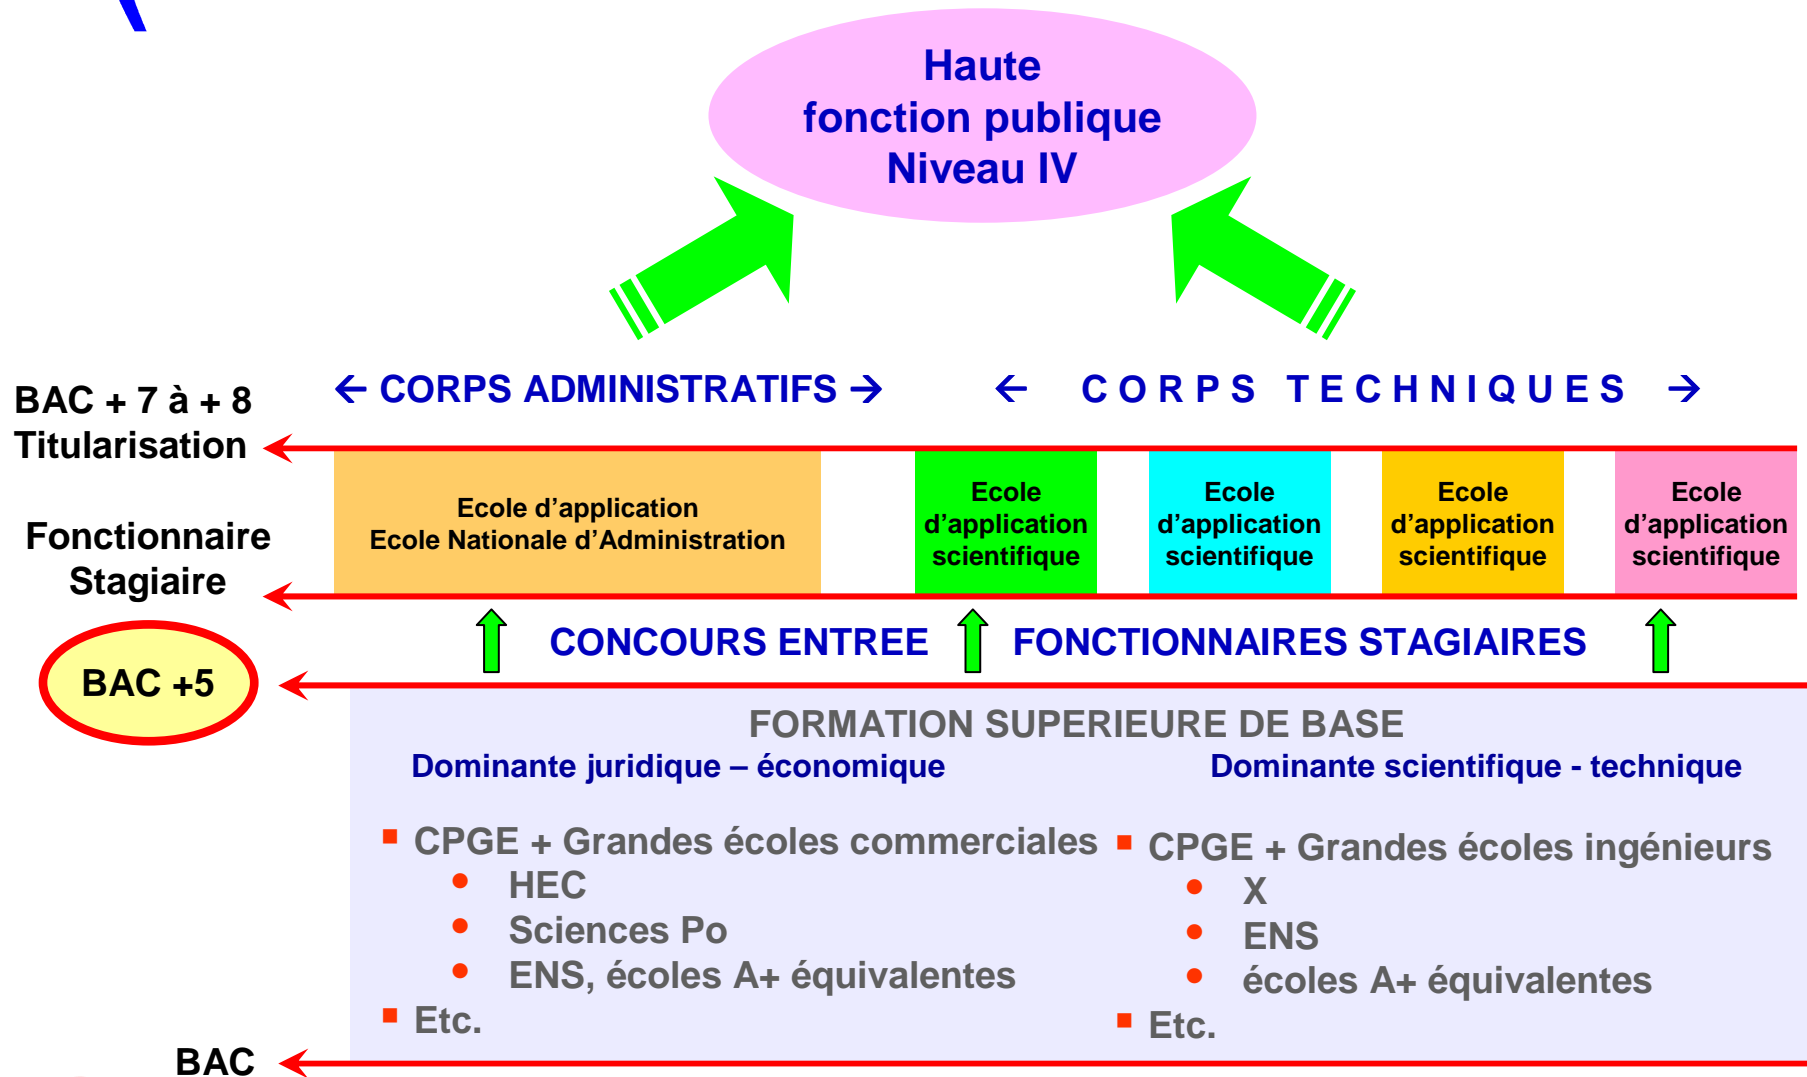 Haute
fonction publique
Niveau IV
BAC + 7 à + 8
Titularisation
← CORPS ADMINISTRATIFS →
← CORPS TECHNIQUES →
Fonctionnaire
Stagiaire
Ecole d’application
Ecole Nationale d’Administration
Ecole
d’application
scientifique
Ecole
d’application
scientifique
Ecole
d’application
scientifique
Ecole
d’application
scientifique
CONCOURS ENTREE
FONCTIONNAIRES STAGIAIRES
BAC +5
FORMATION SUPERIEURE DE BASE
Dominante juridique – économique
▪ CPGE + Grandes écoles commerciales
• HEC
• Sciences Po
• ENS, écoles A+ équivalentes
▪ Etc.
Dominante scientifique - technique
▪ CPGE + Grandes écoles ingénieurs
• X
• ENS
• écoles A+ équivalentes
▪ Etc.
BAC